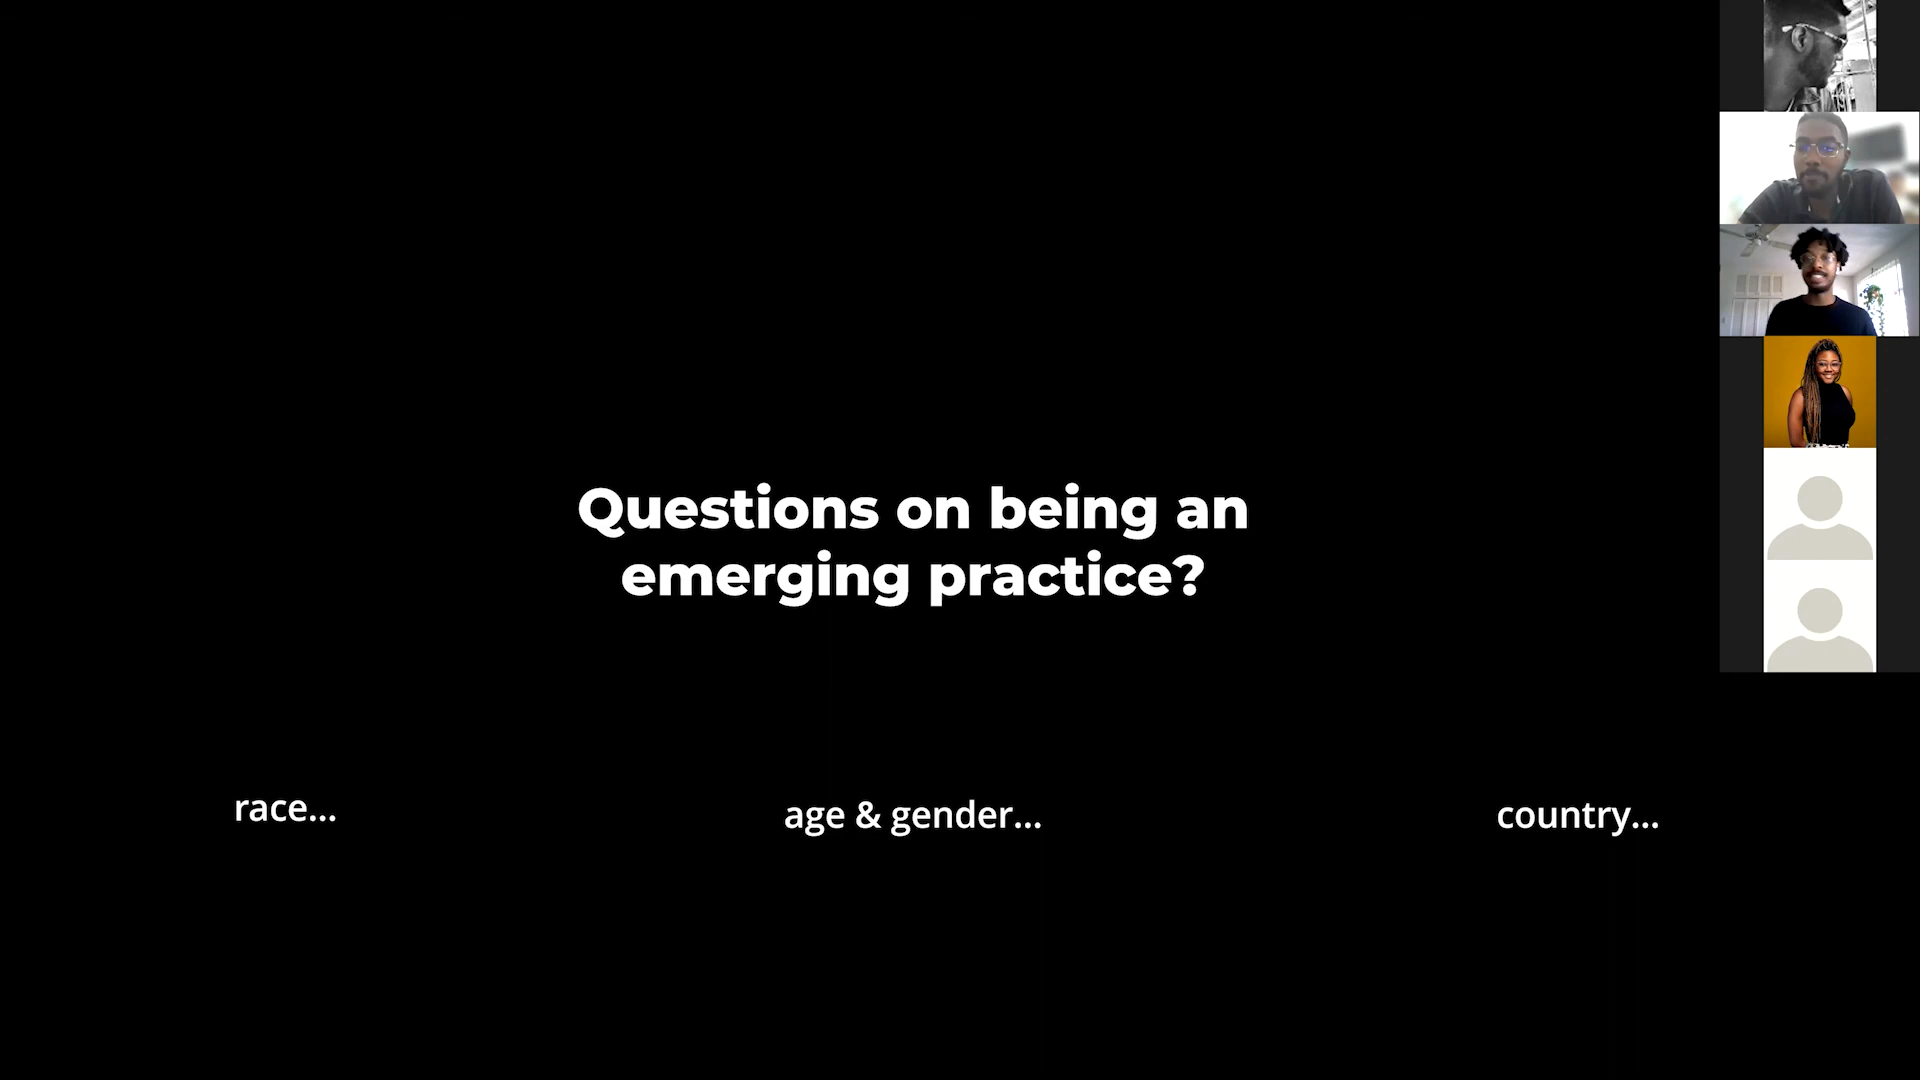 Questions on being an
emerging practice?
race...
age & gender...
country...